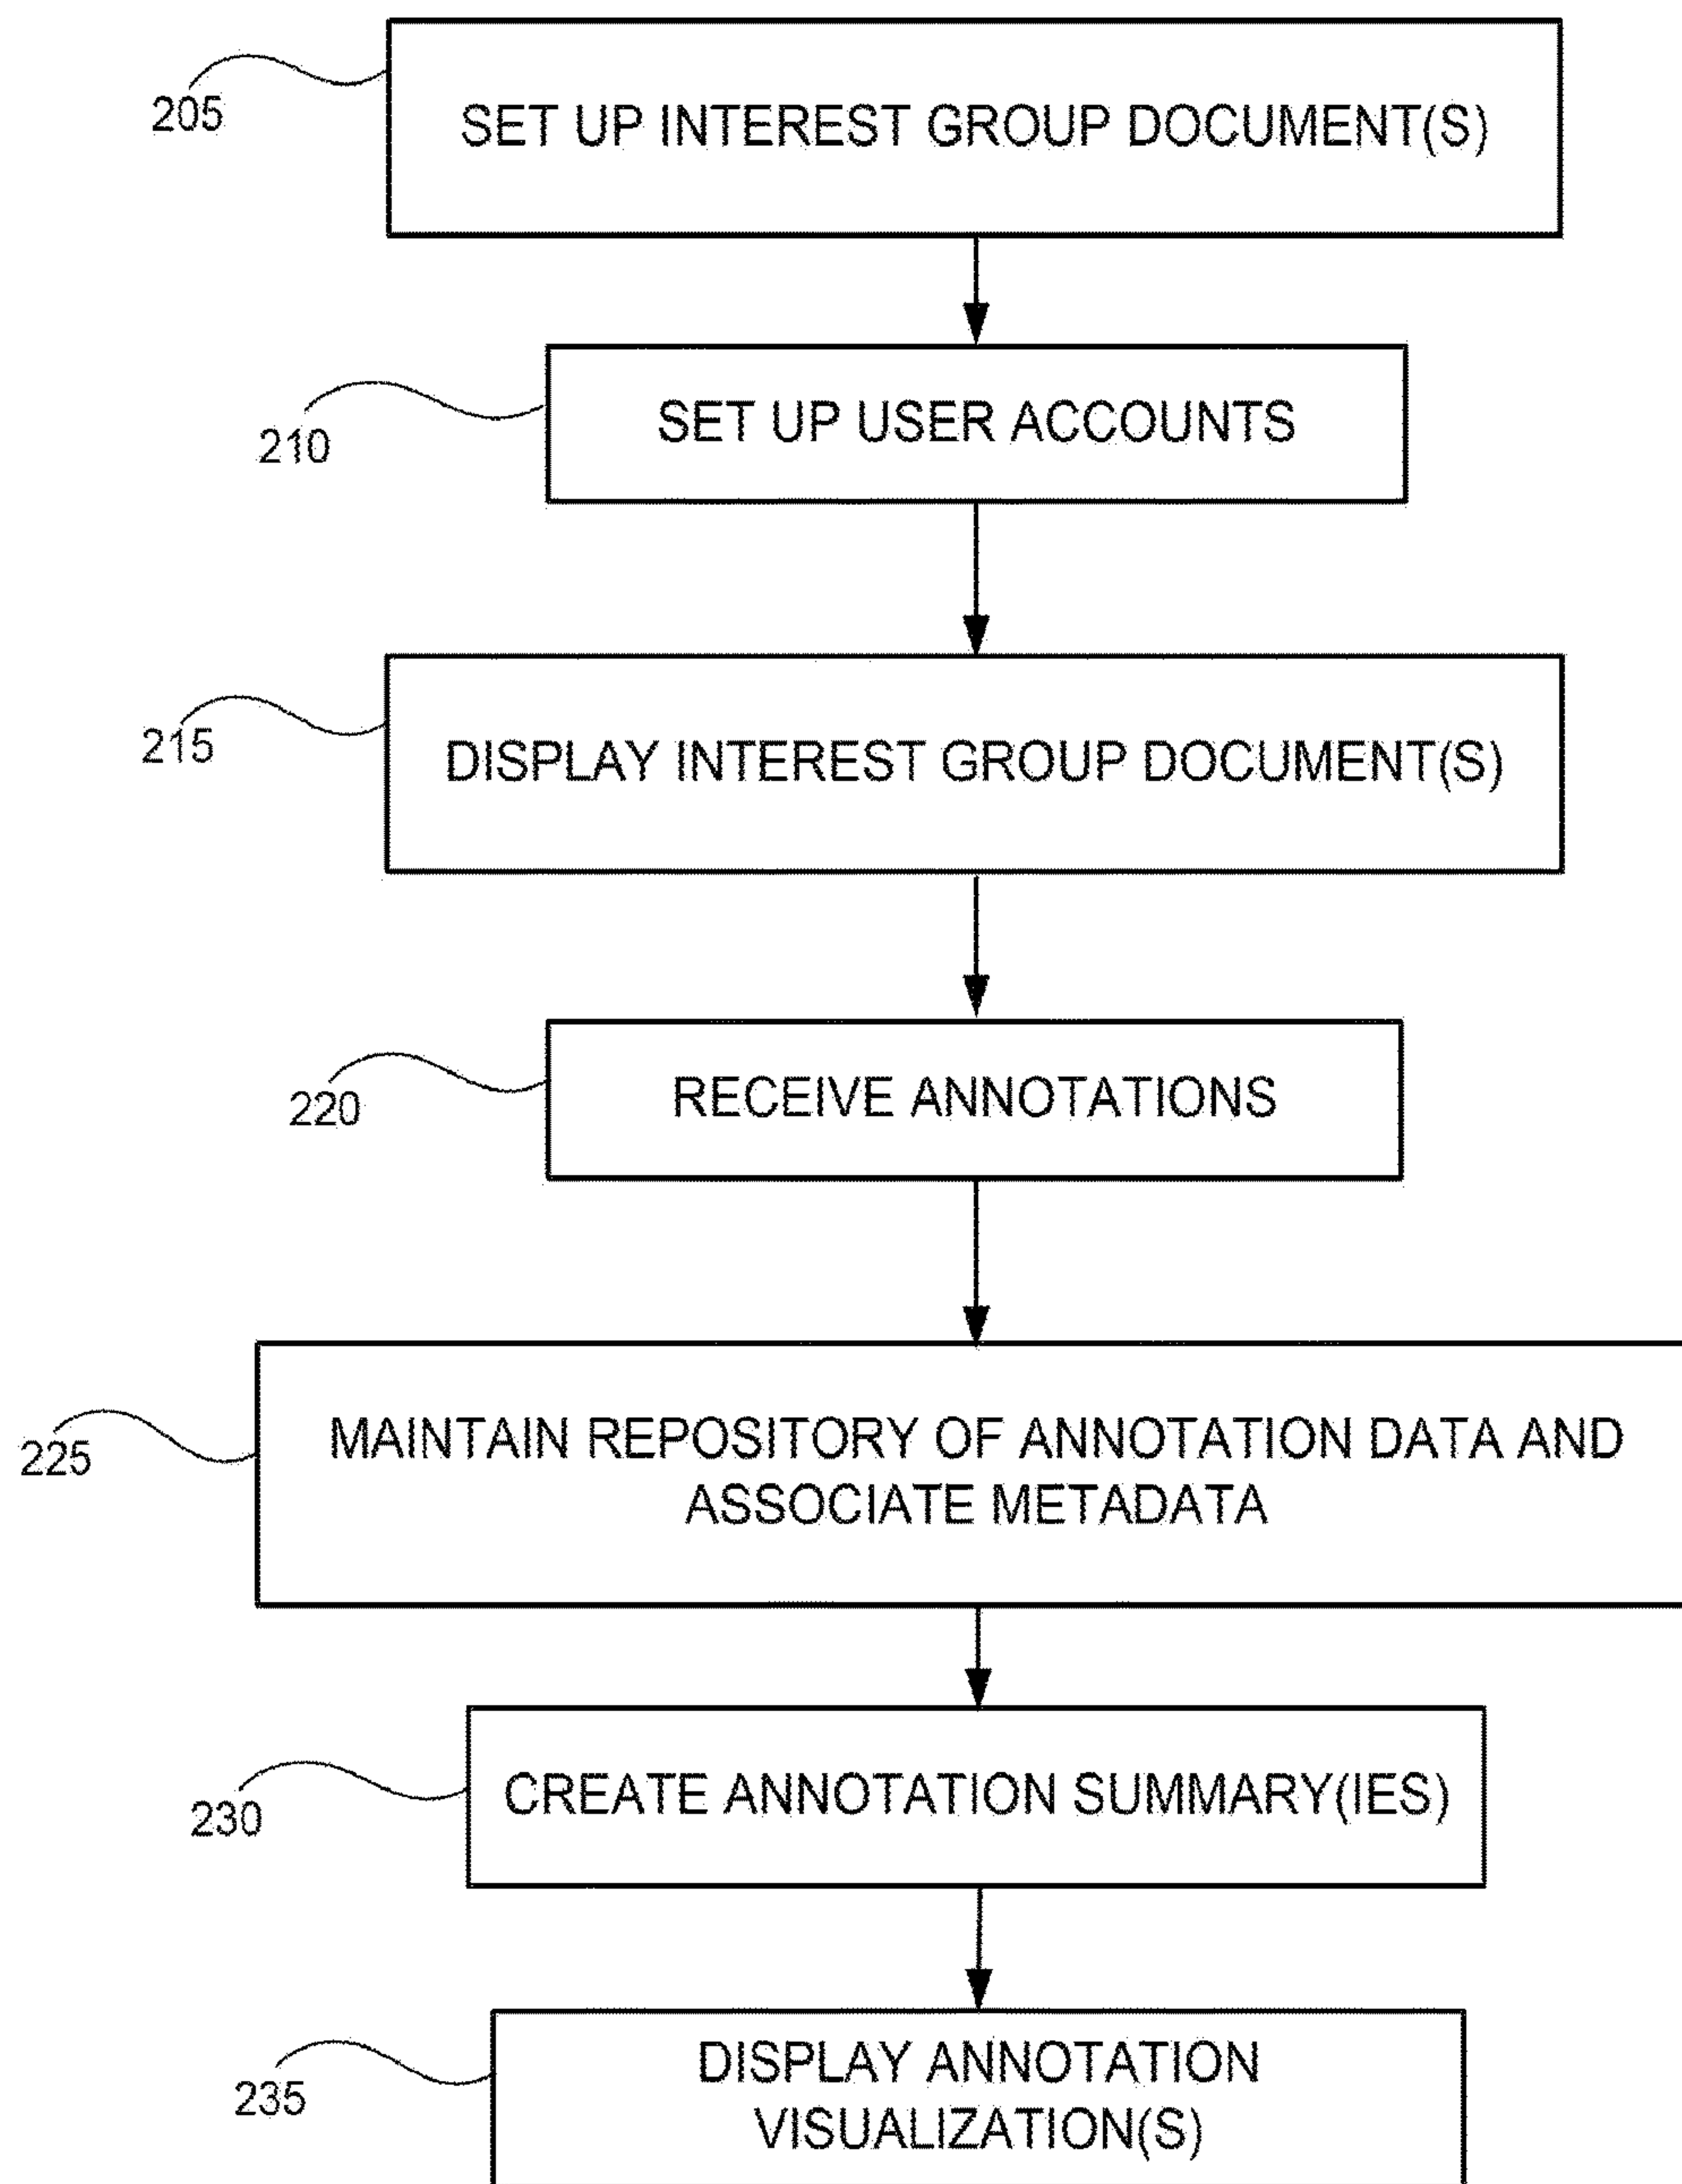 205
SET UP INTEREST GROUP DOCUMENT(S)
210
SET UP USER ACCOUNTS
215
DISPLAY INTEREST GROUP DOCUMENT(S)
220
RECEIVE ANNOTATIONS
225
MAINTAIN REPOSITORY OF ANNOTATION DATA AND
ASSOCIATE METADATA
230
CREATE ANNOTATION SUMMARY(IES)
235
DISPLAY ANNOTATION
VISUALIZATION(S)